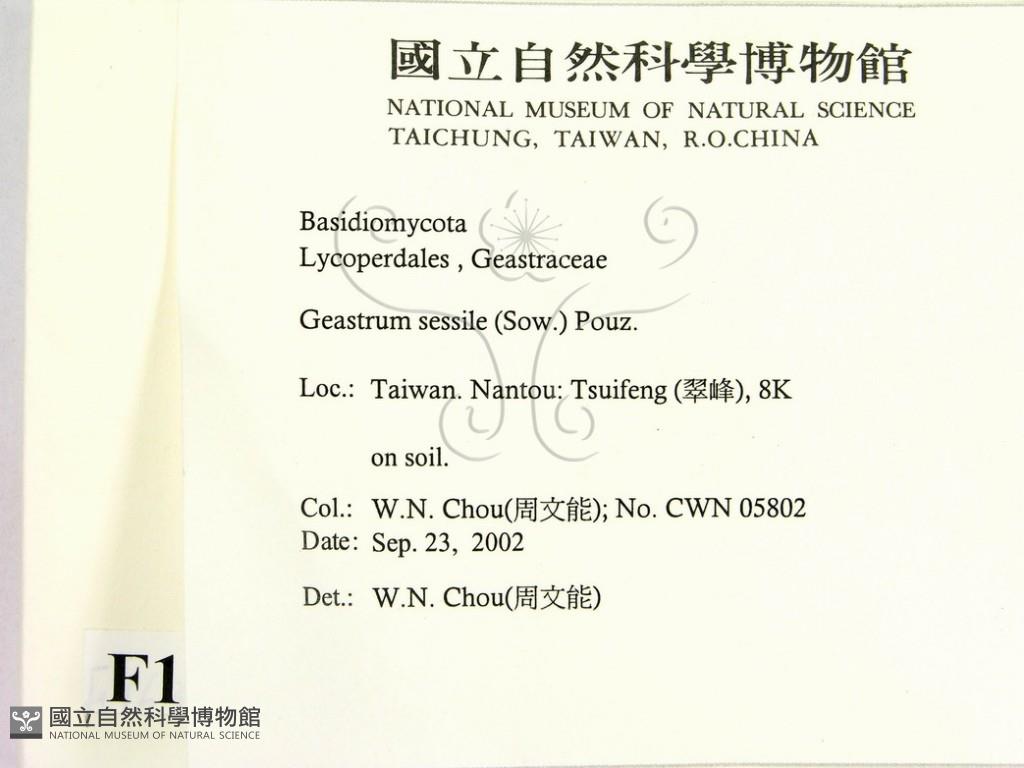 國立自然科學博物館
NATIONAL MUSEUM OF NATURAL SCIENCE
TAICHUNG, TAIWAN, R.O.CHINA
Basidiomycota
Lycoperdales , Geastraceae
Geastrum sessile (Sow.) Pouz.
Loc.: Taiwan. Nantou: Tsuifeng (翠峰), 8K
on soil.
Col.: W.N. Chou(周文能); No. CWN 05802
Date: Sep. 23, 2002
Det.: W.N. Chou(周文能)
F1
國立自然科學博物館
NATIONAL MUSEUM OF NATURAL SCIENCE